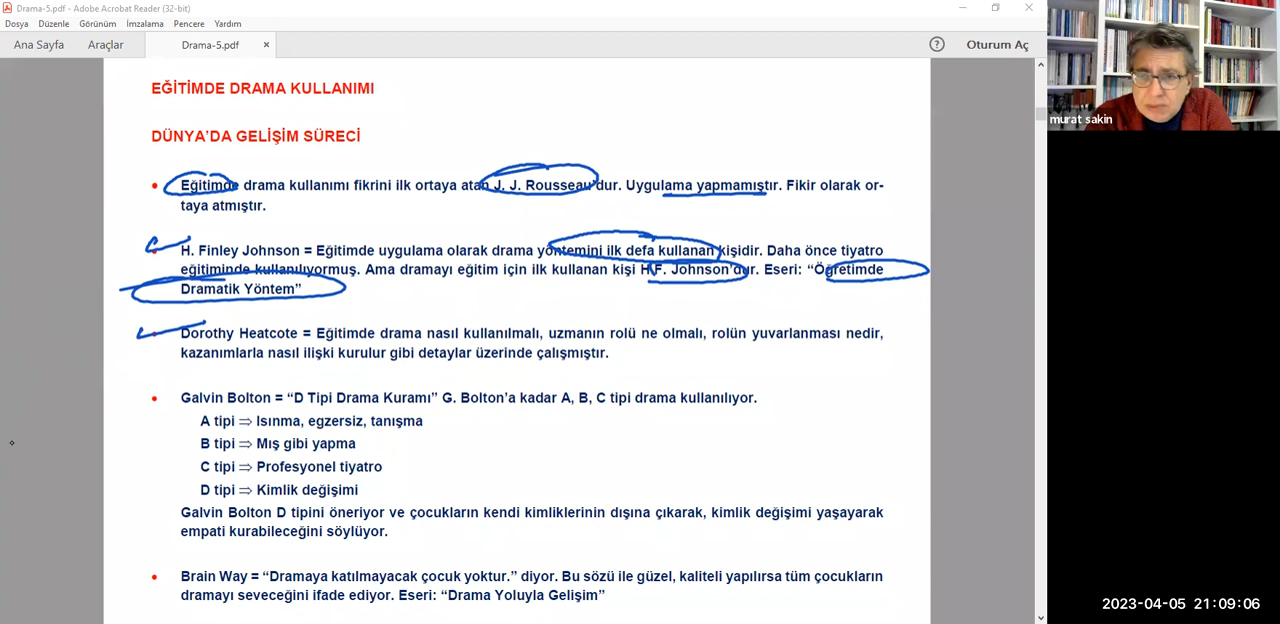 Drama-5.pdf - Adobe Acrobat Reader (32-bit)
Dosya Düzenle Görünüm İmzalama Pencere Yardım
Ana Sayfa Araçlar Drama-5.pdf × ? Oturum Aç
EĞİTİMDE DRAMA KULLANIMI
DÜNYA'DA GELİŞİM SÜRECİ
• Eğitimde drama kullanımı fikrini ilk ortaya atan J. J. Rousseau'dur. Uygulama yapmamıştır. Fikir olarak or-
taya atmıştır.
• H. Finley Johnson = Eğitimde uygulama olarak drama yöntemini ilk defa kullanan kişidir. Daha önce tiyatro
eğitiminde kullanılıyormuş. Ama dramayı eğitim için ilk kullanan kişi H.F. Johnson'dur. Eseri: “Öğretimde
Dramatik Yöntem”
• Dorothy Heatcote = Eğitimde drama nasıl kullanılmalı, uzmanın rolü ne olmalı, rolün yuvarlanması nedir,
kazanımlarla nasıl ilişki kurulur gibi detaylar üzerinde çalışmıştır.
• Galvin Bolton = “D Tipi Drama Kuramı” G. Bolton'a kadar A, B, C tipi drama kullanılıyor.
A tipi ⇒ Isınma, egzersiz, tanışma
B tipi ⇒ Mış gibi yapma
C tipi ⇒ Profesyonel tiyatro
D tipi ⇒ Kimlik değişimi
Galvin Bolton D tipini öneriyor ve çocukların kendi kimliklerinin dışına çıkarak, kimlik değişimi yaşayarak
empati kurabileceğini söylüyor.
• Brain Way = “Dramaya katılmayacak çocuk yoktur.” diyor. Bu sözü ile güzel, kaliteli yapılırsa tüm çocukların
dramayı seveceğini ifade ediyor. Eseri: “Drama Yoluyla Gelişim”
murat sakin
2023-04-05 21:09:06